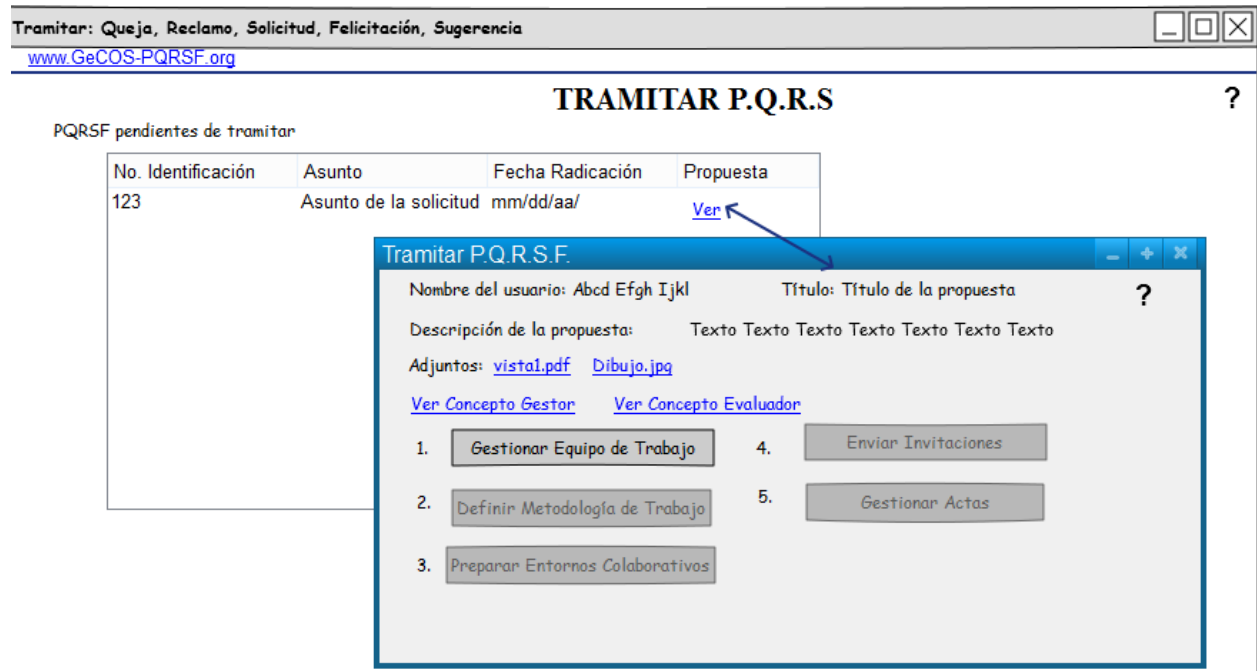 Tramitar: Queja, Reclamo, Solicitud, Felicitación, Sugerencia
www.GeCOS-PQRSF.org
TRAMITAR P.Q.R.S
?
PQRSF pendientes de tramitar
No. Identificación Asunto Fecha Radicación Propuesta
123 Asunto de la solicitud mm/dd/aa/ Ver
Tramitar P.Q.R.S.F.
Nombre del usuario: Abcd Efgh Ijkl Título: Título de la propuesta ?
Descripción de la propuesta: Texto Texto Texto Texto Texto Texto Texto
Adjuntos: vista1.pdf Dibujo.jpg
Ver Concepto Gestor Ver Concepto Evaluador
1. Gestionar Equipo de Trabajo 4. Enviar Invitaciones
2. Definir Metodología de Trabajo 5. Gestionar Actas
3. Preparar Entornos Colaborativos